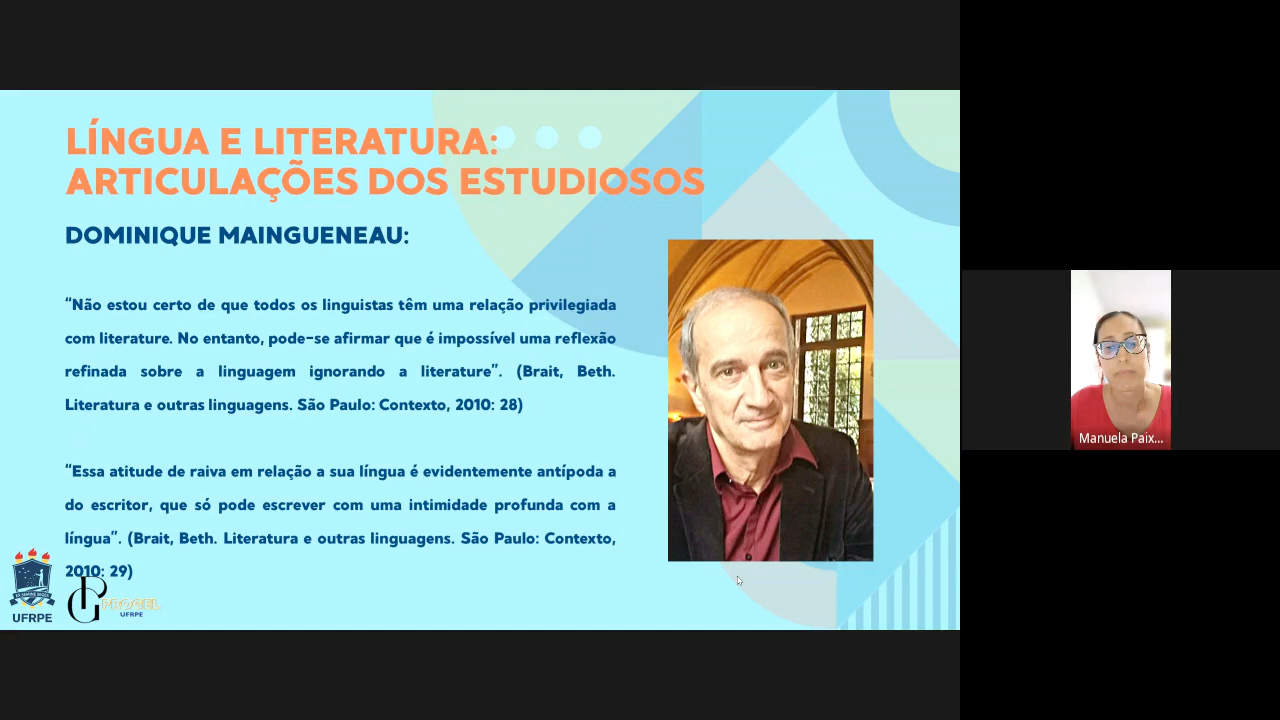 LÍNGUA E LITERATURA:
ARTICULAÇÕES DOS ESTUDIOSOS
DOMINIQUE MAINGUENEAU:
“Não estou certo de que todos os linguistas têm uma relação privilegiada
com literature. No entanto, pode-se afirmar que é impossível uma reflexão
refinada sobre a linguagem ignorando a literature”. (Brait, Beth.
Literatura e outras linguagens. São Paulo: Contexto, 2010: 28)
“Essa atitude de raiva em relação a sua língua é evidentemente antípoda a
do escritor, que só pode escrever com uma intimidade profunda com a
língua”. (Brait, Beth. Literatura e outras linguagens. São Paulo: Contexto,
2010: 29)
UFRPE
PROGEL
UFRPE
Manuela Paix...